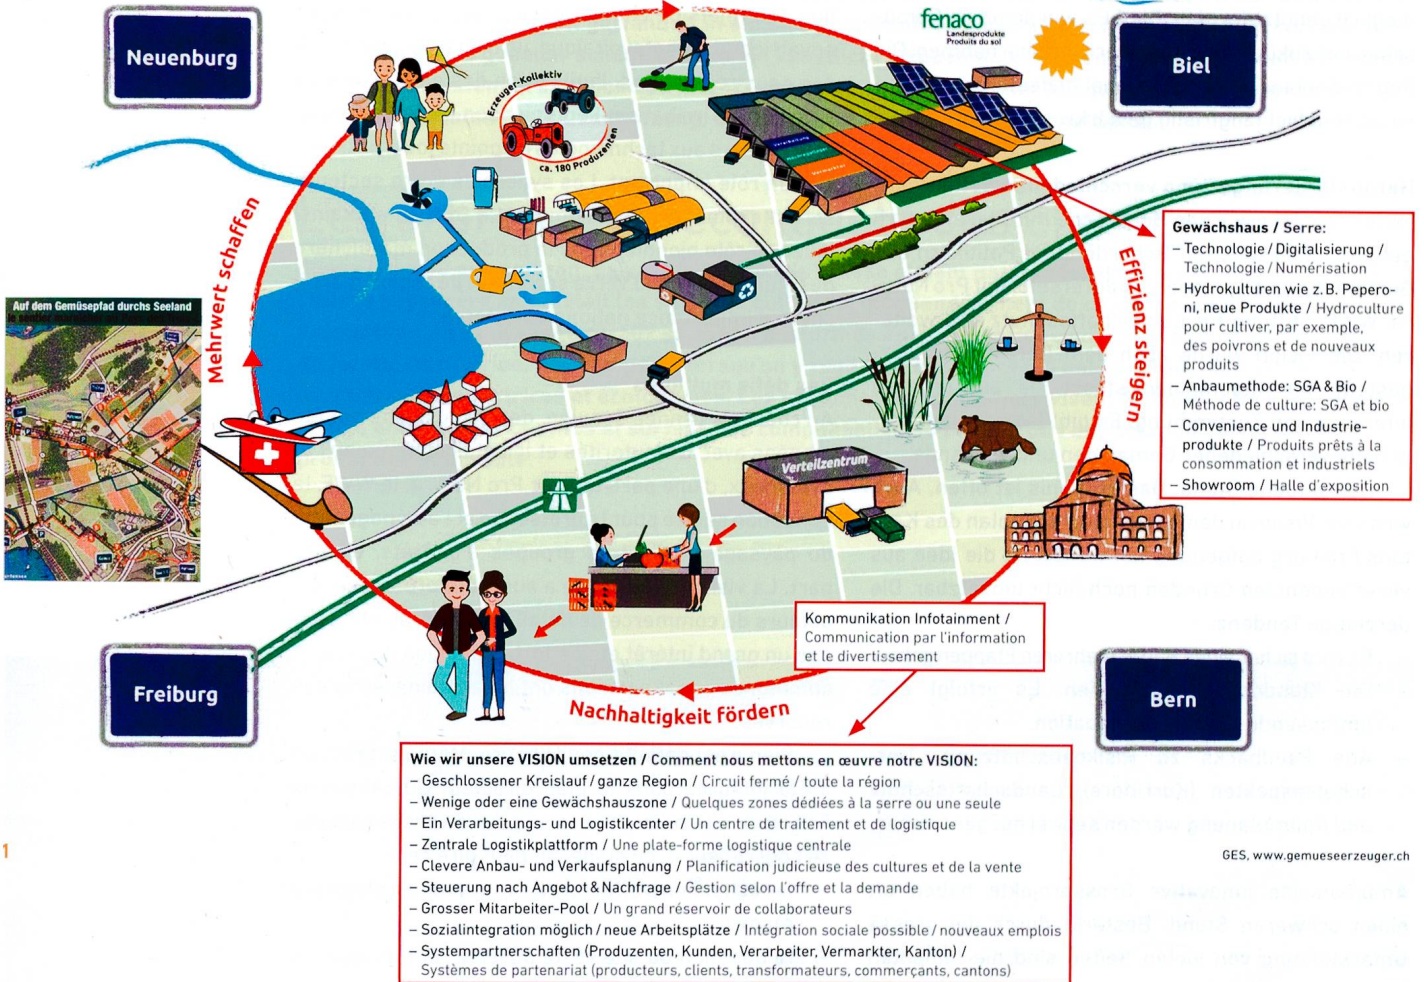 fenaco
Landesprodukte
Produits du sol
Neuenburg
Biel
Erzeuger-Kollektiv
ca. 180 Produzenten
Verarbeitung
Vermarkter
Mehrwert schaffen
Effizienz steigern
Gewächshaus / Serre:
– Technologie / Digitalisierung /
Technologie / Numérisation
– Hydrokulturen wie z. B. Pepero-
ni, neue Produkte / Hydroculture
pour cultiver, par exemple,
des poivrons et de nouveaux
produits
– Anbaumethode: SGA & Bio /
Méthode de culture: SGA et bio
– Convenience und Industrie-
produkte / Produits prêts à la
consommation et industriels
– Showroom / Halle d'exposition
Auf dem Gemüsepfad durchs Seeland
Verteilzentrum
Kommunikation Infotainment /
Communication par l'information
et le divertissement
Freiburg
Bern
Nachhaltigkeit fördern
Wie wir unsere VISION umsetzen / Comment nous mettons en œuvre notre VISION:
– Geschlossener Kreislauf / ganze Region / Circuit fermé / toute la région
– Wenige oder eine Gewächshauszone / Quelques zones dédiées à la serre ou une seule
– Ein Verarbeitungs- und Logistikcenter / Un centre de traitement et de logistique
– Zentrale Logistikplattform / Une plate-forme logistique centrale
– Clevere Anbau- und Verkaufsplanung / Planification judicieuse des cultures et de la vente
– Steuerung nach Angebot & Nachfrage / Gestion selon l'offre et la demande
– Grosser Mitarbeiter-Pool / Un grand réservoir de collaborateurs
– Sozialintegration möglich / neue Arbeitsplätze / Intégration sociale possible / nouveaux emplois
– Systempartnerschaften (Produzenten, Kunden, Verarbeiter, Vermarkter, Kanton) /
Systèmes de partenariat (producteurs, clients, transformateurs, commerçants, cantons)
GES, www.gemueseerzeuger.ch
1